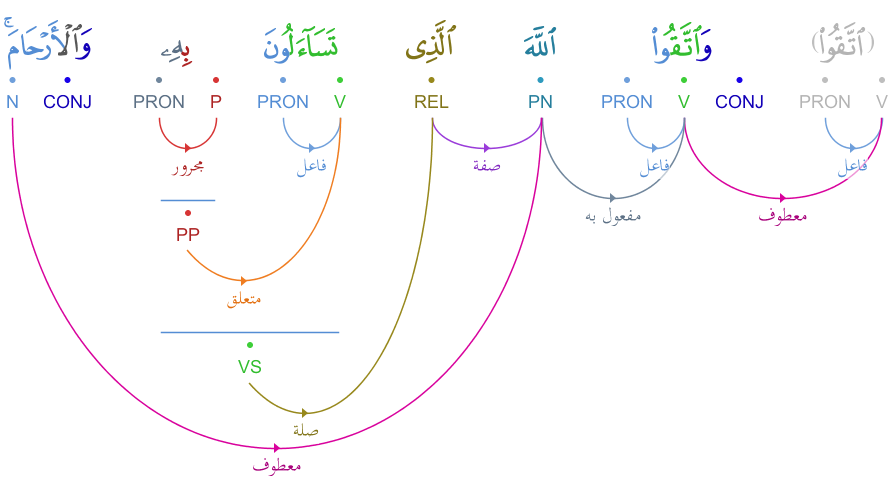 (ٱتَّقُوا۟) وَٱتَّقُوا۟ ٱللَّهَ ٱلَّذِى تَسَآءَلُونَ بِهِۦ وَٱلْأَرْحَامَ ۚ
V PRON CONJ V PRON PN REL V PRON P PRON CONJ N
فاعل فاعل صفة فاعل مجرور
معطوف مفعول به
PP
متعلق
VS
صلة
معطوف